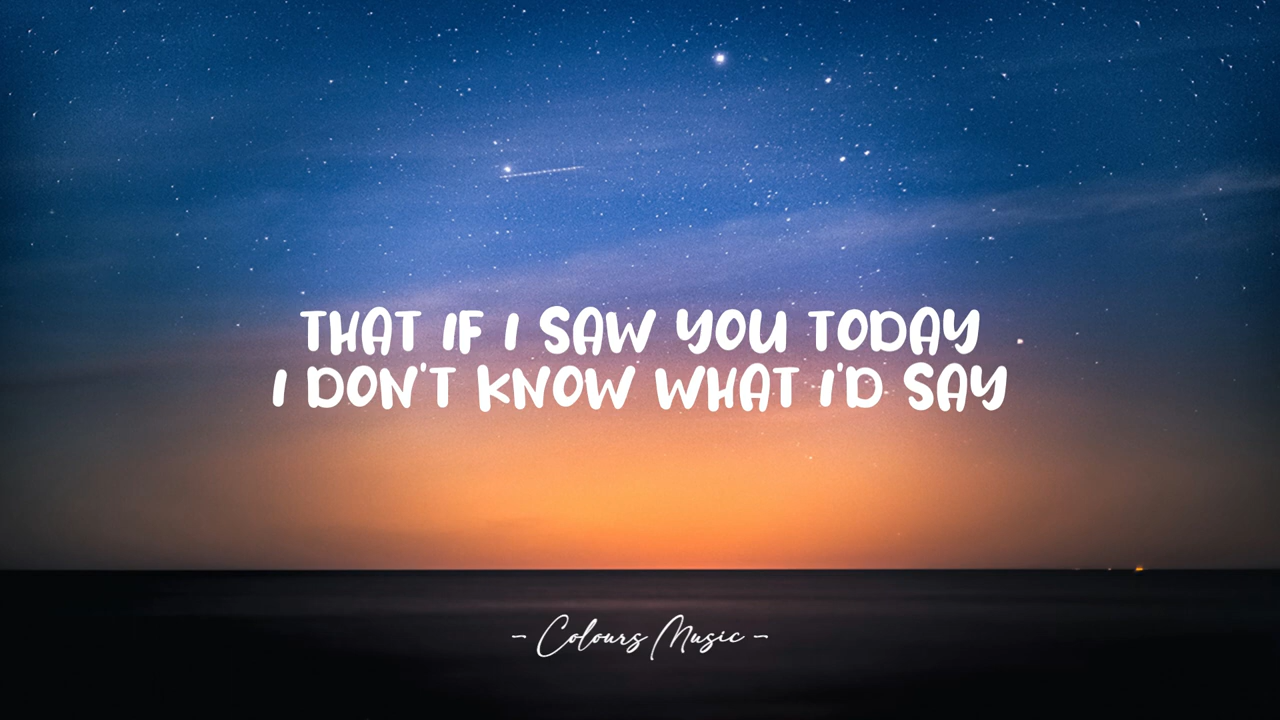 THAT IF I SAW YOU TODAY
I DON'T KNOW WHAT I'D SAY
- Colours Music -